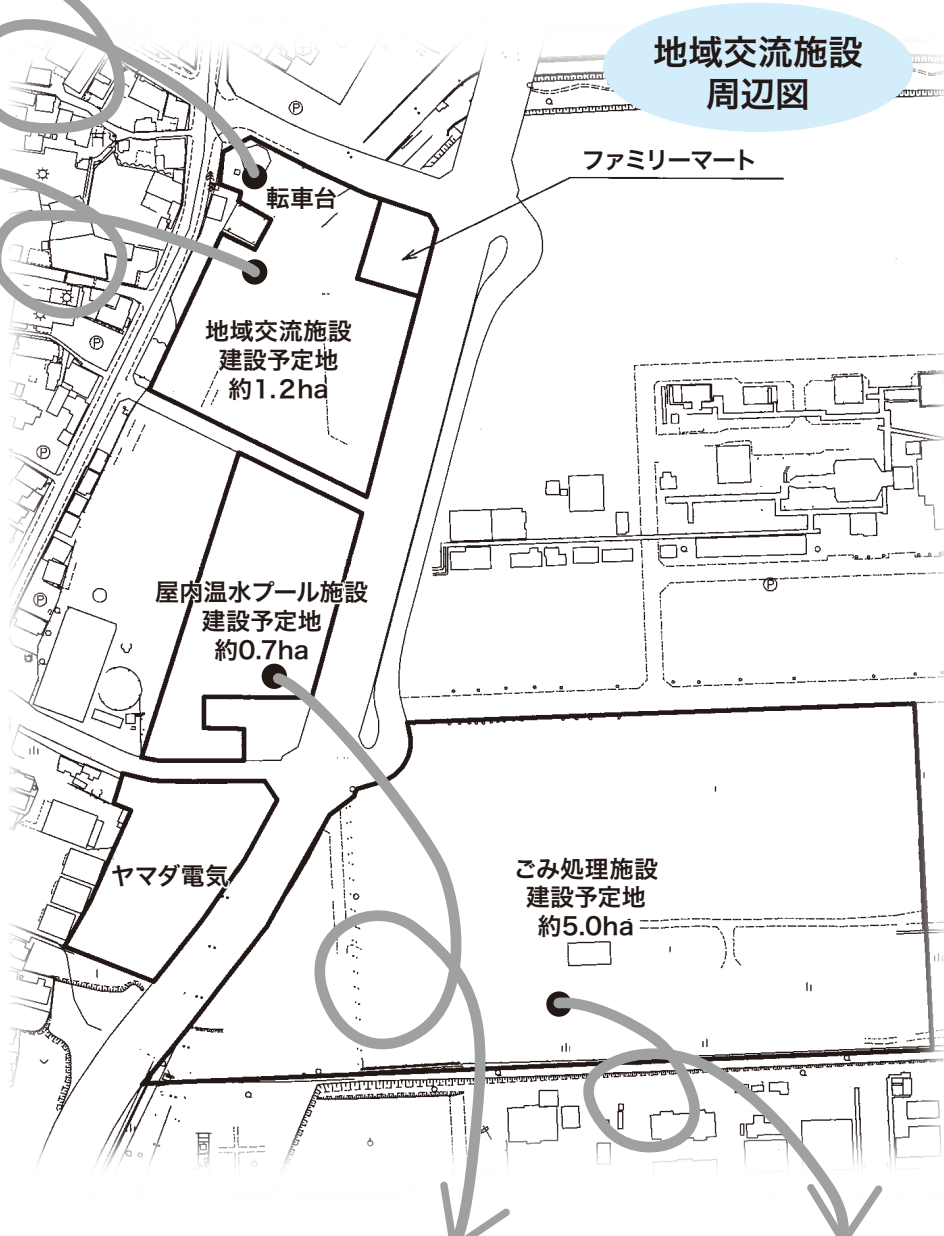 地域交流施設
周辺図
ファミリーマート
転車台
地域交流施設
建設予定地
約1.2ha
屋内温水プール施設
建設予定地
約0.7ha
ヤマダ電気
ごみ処理施設
建設予定地
約5.0ha
P
P
P
P
P